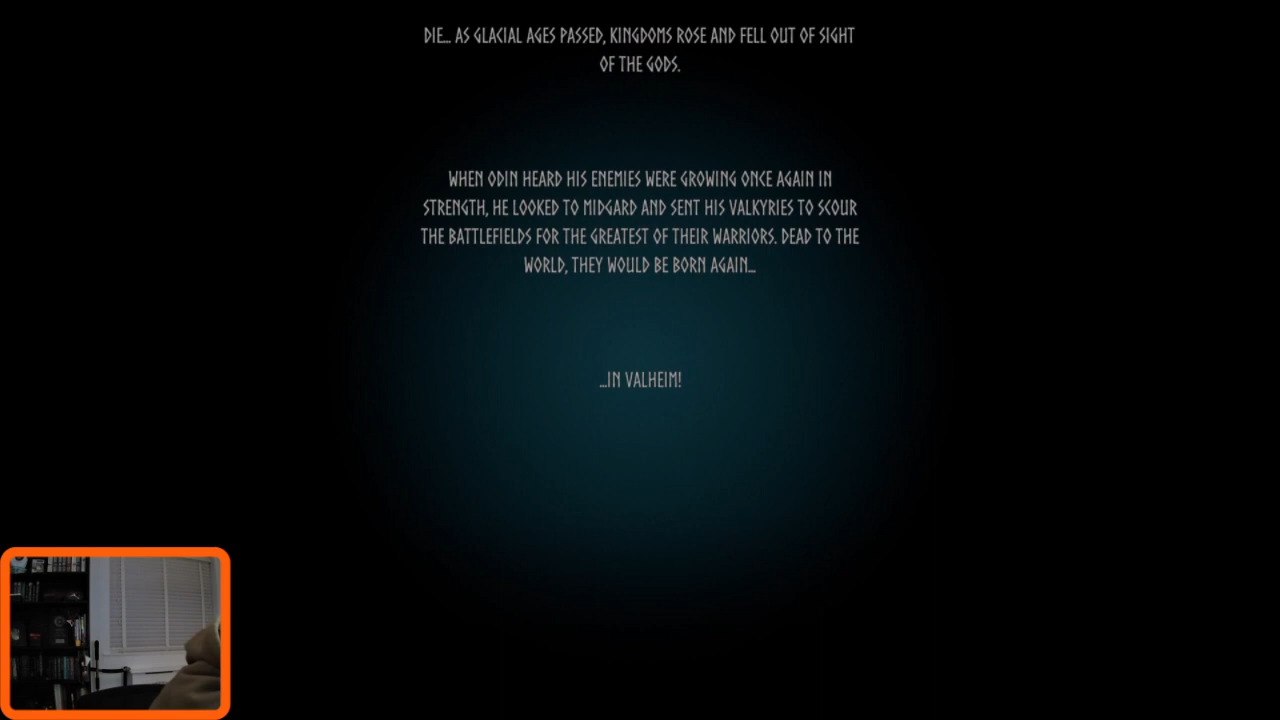 DIE... AS GLACIAL AGES PASSED, KINGDOMS ROSE AND FELL OUT OF SIGHT
OF THE GODS.
WHEN ODIN HEARD HIS ENEMIES WERE GROWING ONCE AGAIN IN
STRENGTH, HE LOOKED TO MIDGARD AND SENT HIS VALKYRIES TO SCOUR
THE BATTLEFIELDS FOR THE GREATEST OF THEIR WARRIORS. DEAD TO THE
WORLD, THEY WOULD BE BORN AGAIN...
...IN VALHEIM!